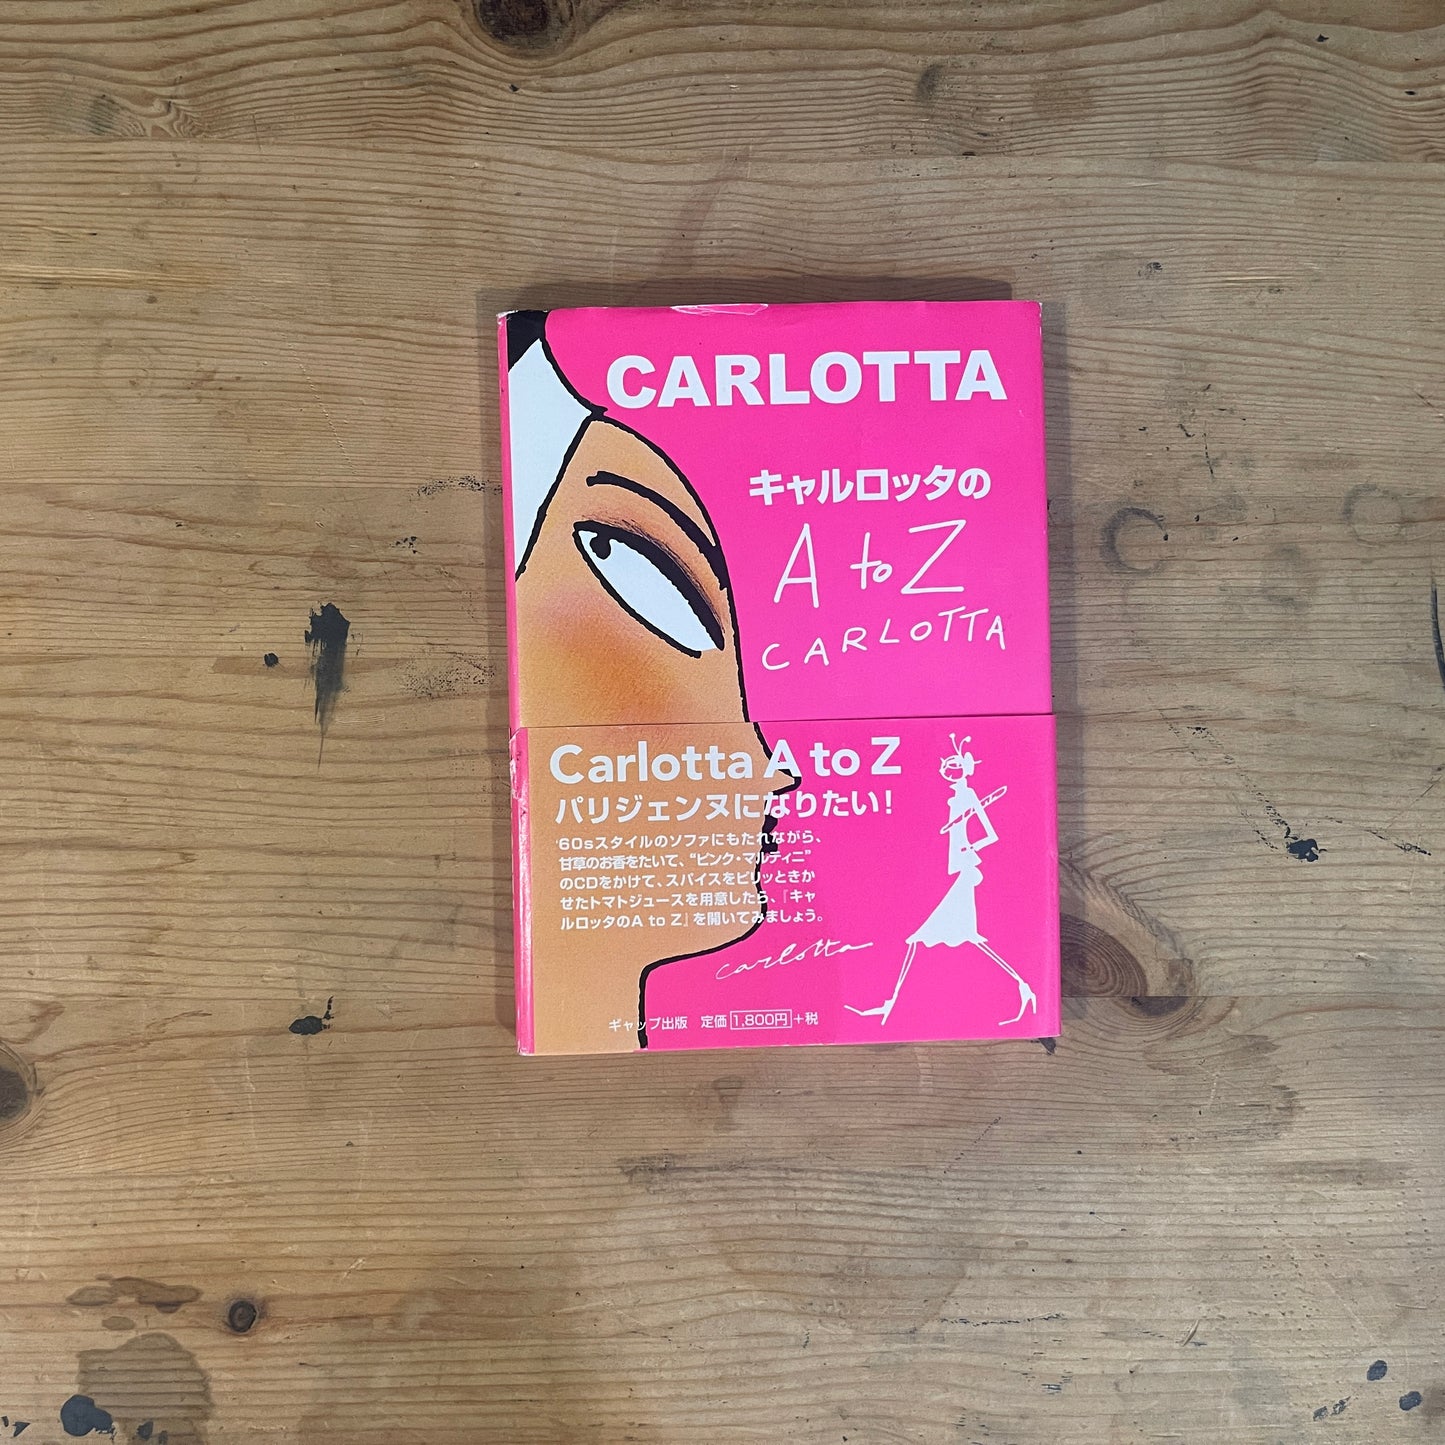 CARLOTTA
キャルロッタの
A to Z
CARLOTTA
Carlotta A to Z
パリジェンヌになりたい!
'60sスタイルのソファにもたれながら、
甘草のお香をたいて、“ピンク・マルティニ”
のCDをかけて、スパイスをピリッときか
せたトマトジュースを用意したら、『キャ
ルロッタのA to Z』を開いてみましょう。
carlotta
ギャップ出版 定価1,800円+税